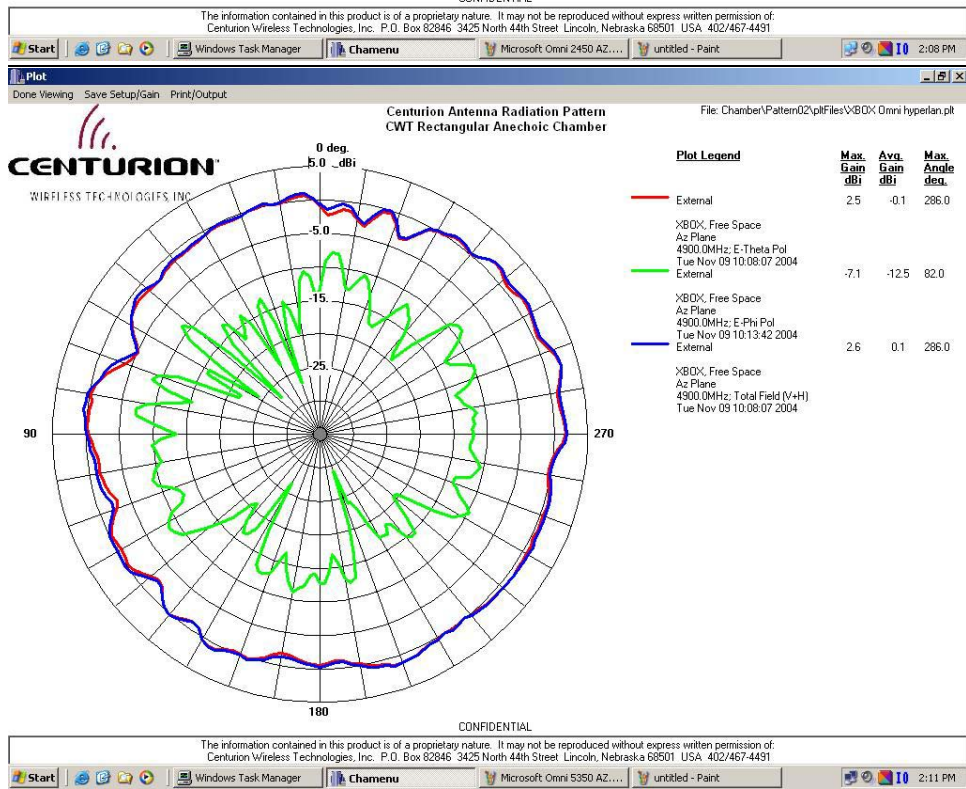 CONFIDENTIAL
The information contained in this product is of a proprietary nature. It may not be reproduced without express written permission of:
Centurion Wireless Technologies, Inc. P.O. Box 82846 3425 North 44th Street Lincoln, Nebraska 68501 USA 402/467-4491
Start Windows Task Manager Chamenu Microsoft Omni 2450 AZ.... untitled - Paint 2:08 PM
Plot
Done Viewing Save Setup/Gain Print/Output
Centurion Antenna Radiation Pattern
CWT Rectangular Anechoic Chamber
File: Chamber\Pattern02\pltFiles\XBOX Omni hyperlan.plt
CENTURION
WIRELESS TECHNOLOGIES, INC.
0 deg.
5.0 dBi
-5.0
-15.
-25.
90
270
180
Plot Legend Max. Gain dBi Avg. Gain dBi Max. Angle deg.
External 2.5 -0.1 286.0
XBOX, Free Space
Az Plane
4900.0MHz; E-Theta Pol
Tue Nov 09 10:08:07 2004
External -7.1 -12.5 82.0
XBOX, Free Space
Az Plane
4900.0MHz; E-Phi Pol
Tue Nov 09 10:13:42 2004
External 2.6 0.1 286.0
XBOX, Free Space
Az Plane
4900.0MHz; Total Field (V+H)
Tue Nov 09 10:08:07 2004
CONFIDENTIAL
The information contained in this product is of a proprietary nature. It may not be reproduced without express written permission of:
Centurion Wireless Technologies, Inc. P.O. Box 82846 3425 North 44th Street Lincoln, Nebraska 68501 USA 402/467-4491
Start Windows Task Manager Chamenu Microsoft Omni 5350 AZ.... untitled - Paint 2:11 PM